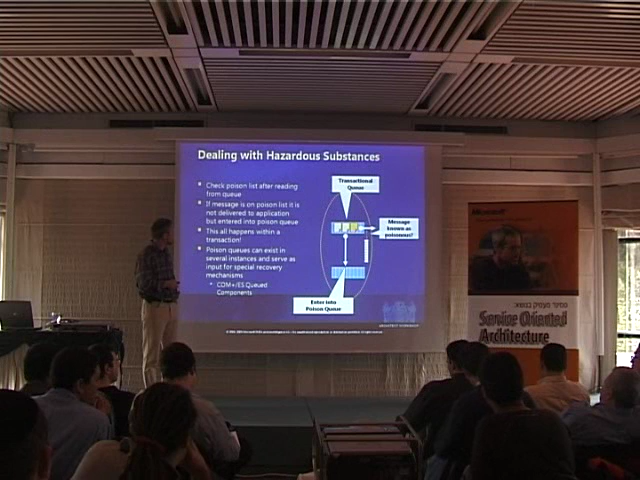 Dealing with Hazardous Substances
Check poison list after reading
from queue
If message is on poison list it is
not delivered to application
but entered into poison queue
This all happens within a
transaction!
Poison queues can exist in
several instances and serve as
input for special recovery
mechanisms
COM+/ES Queued
Components
Transactional
Queue
Message
known as
poisonous?
Enter into
Poison Queue
Microsoft
Service Oriented
Architecture